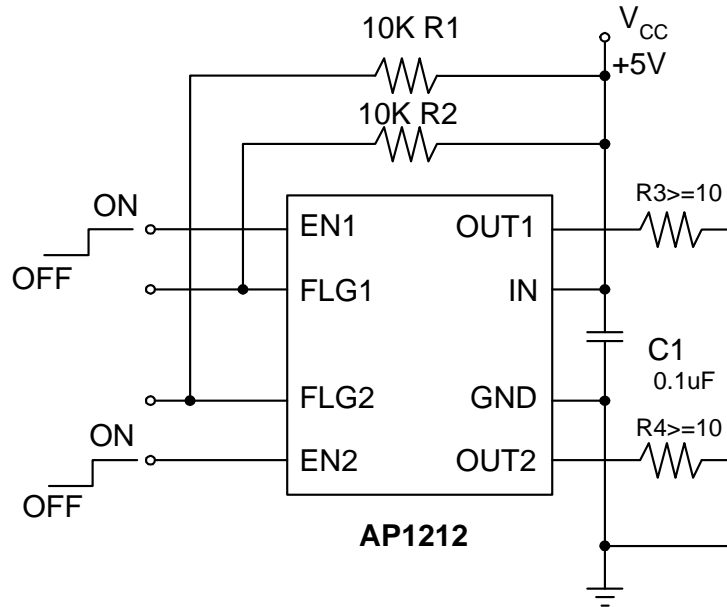 10K R1
V_CC
+5V
10K R2
R3>=10
ON
EN1
OUT1
OFF
FLG1
IN
C1
0.1uF
FLG2
GND
ON
R4>=10
EN2
OUT2
OFF
AP1212